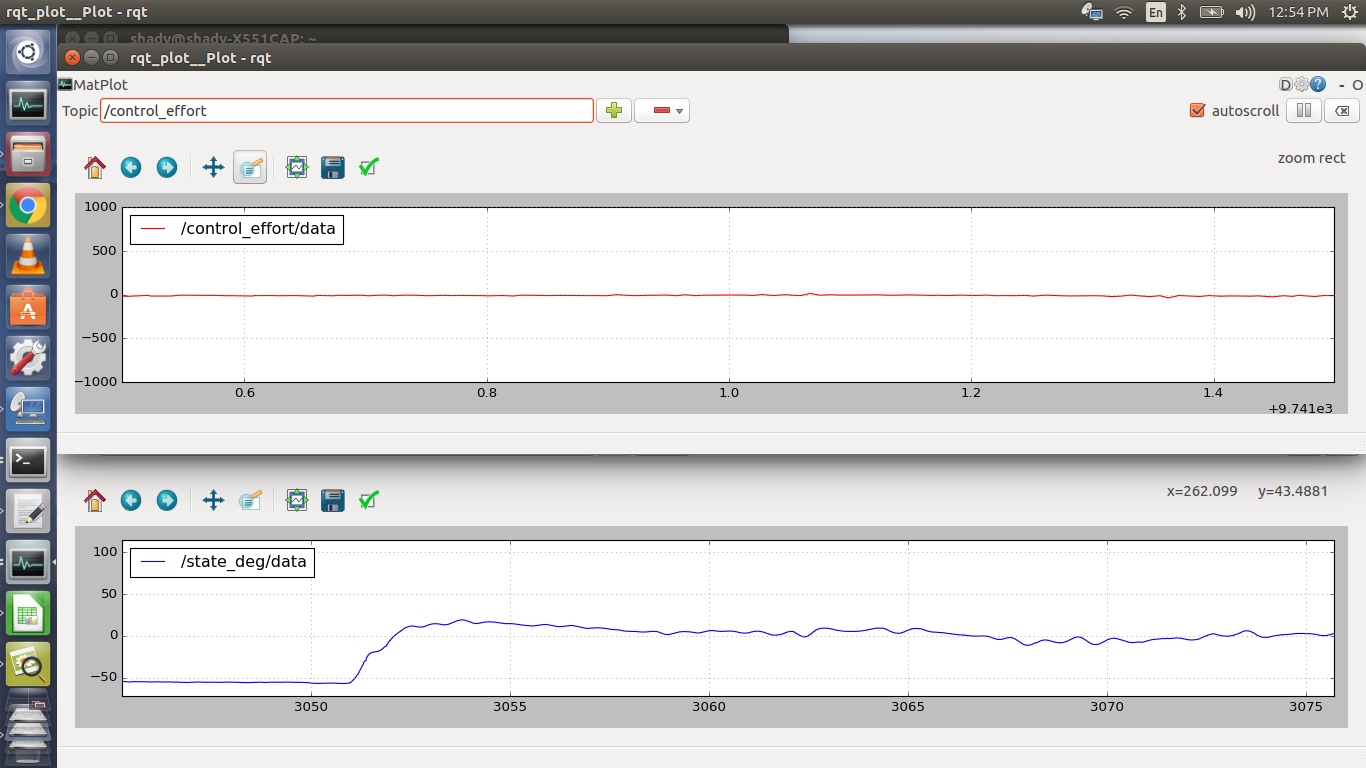 rqt_plot__Plot - rqt
En
12:54 PM
shady@shady-X551CAP: ~
rqt_plot__Plot - rqt
MatPlot
D
- O
Topic /control_effort
autoscroll
zoom rect
1000
500
0
−500
−1000
/control_effort/data
0.6 0.8 1.0 1.2 1.4
+9.741e3
x=262.099 y=43.4881
100
50
0
−50
/state_deg/data
3050 3055 3060 3065 3070 3075